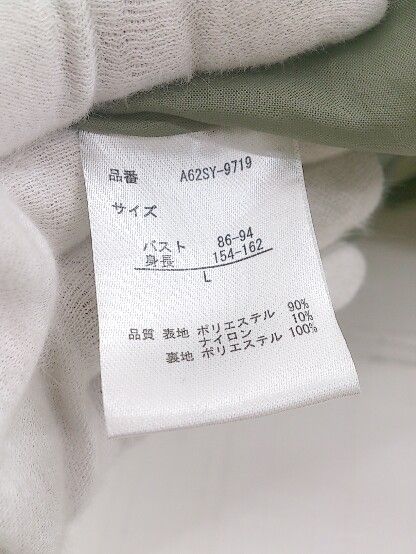 品番 A62SY-9719
サイズ
バスト 86-94
身長 154-162
L
品質 表地 ポリエステル 90%
ナイロン 10%
裏地 ポリエステル 100%